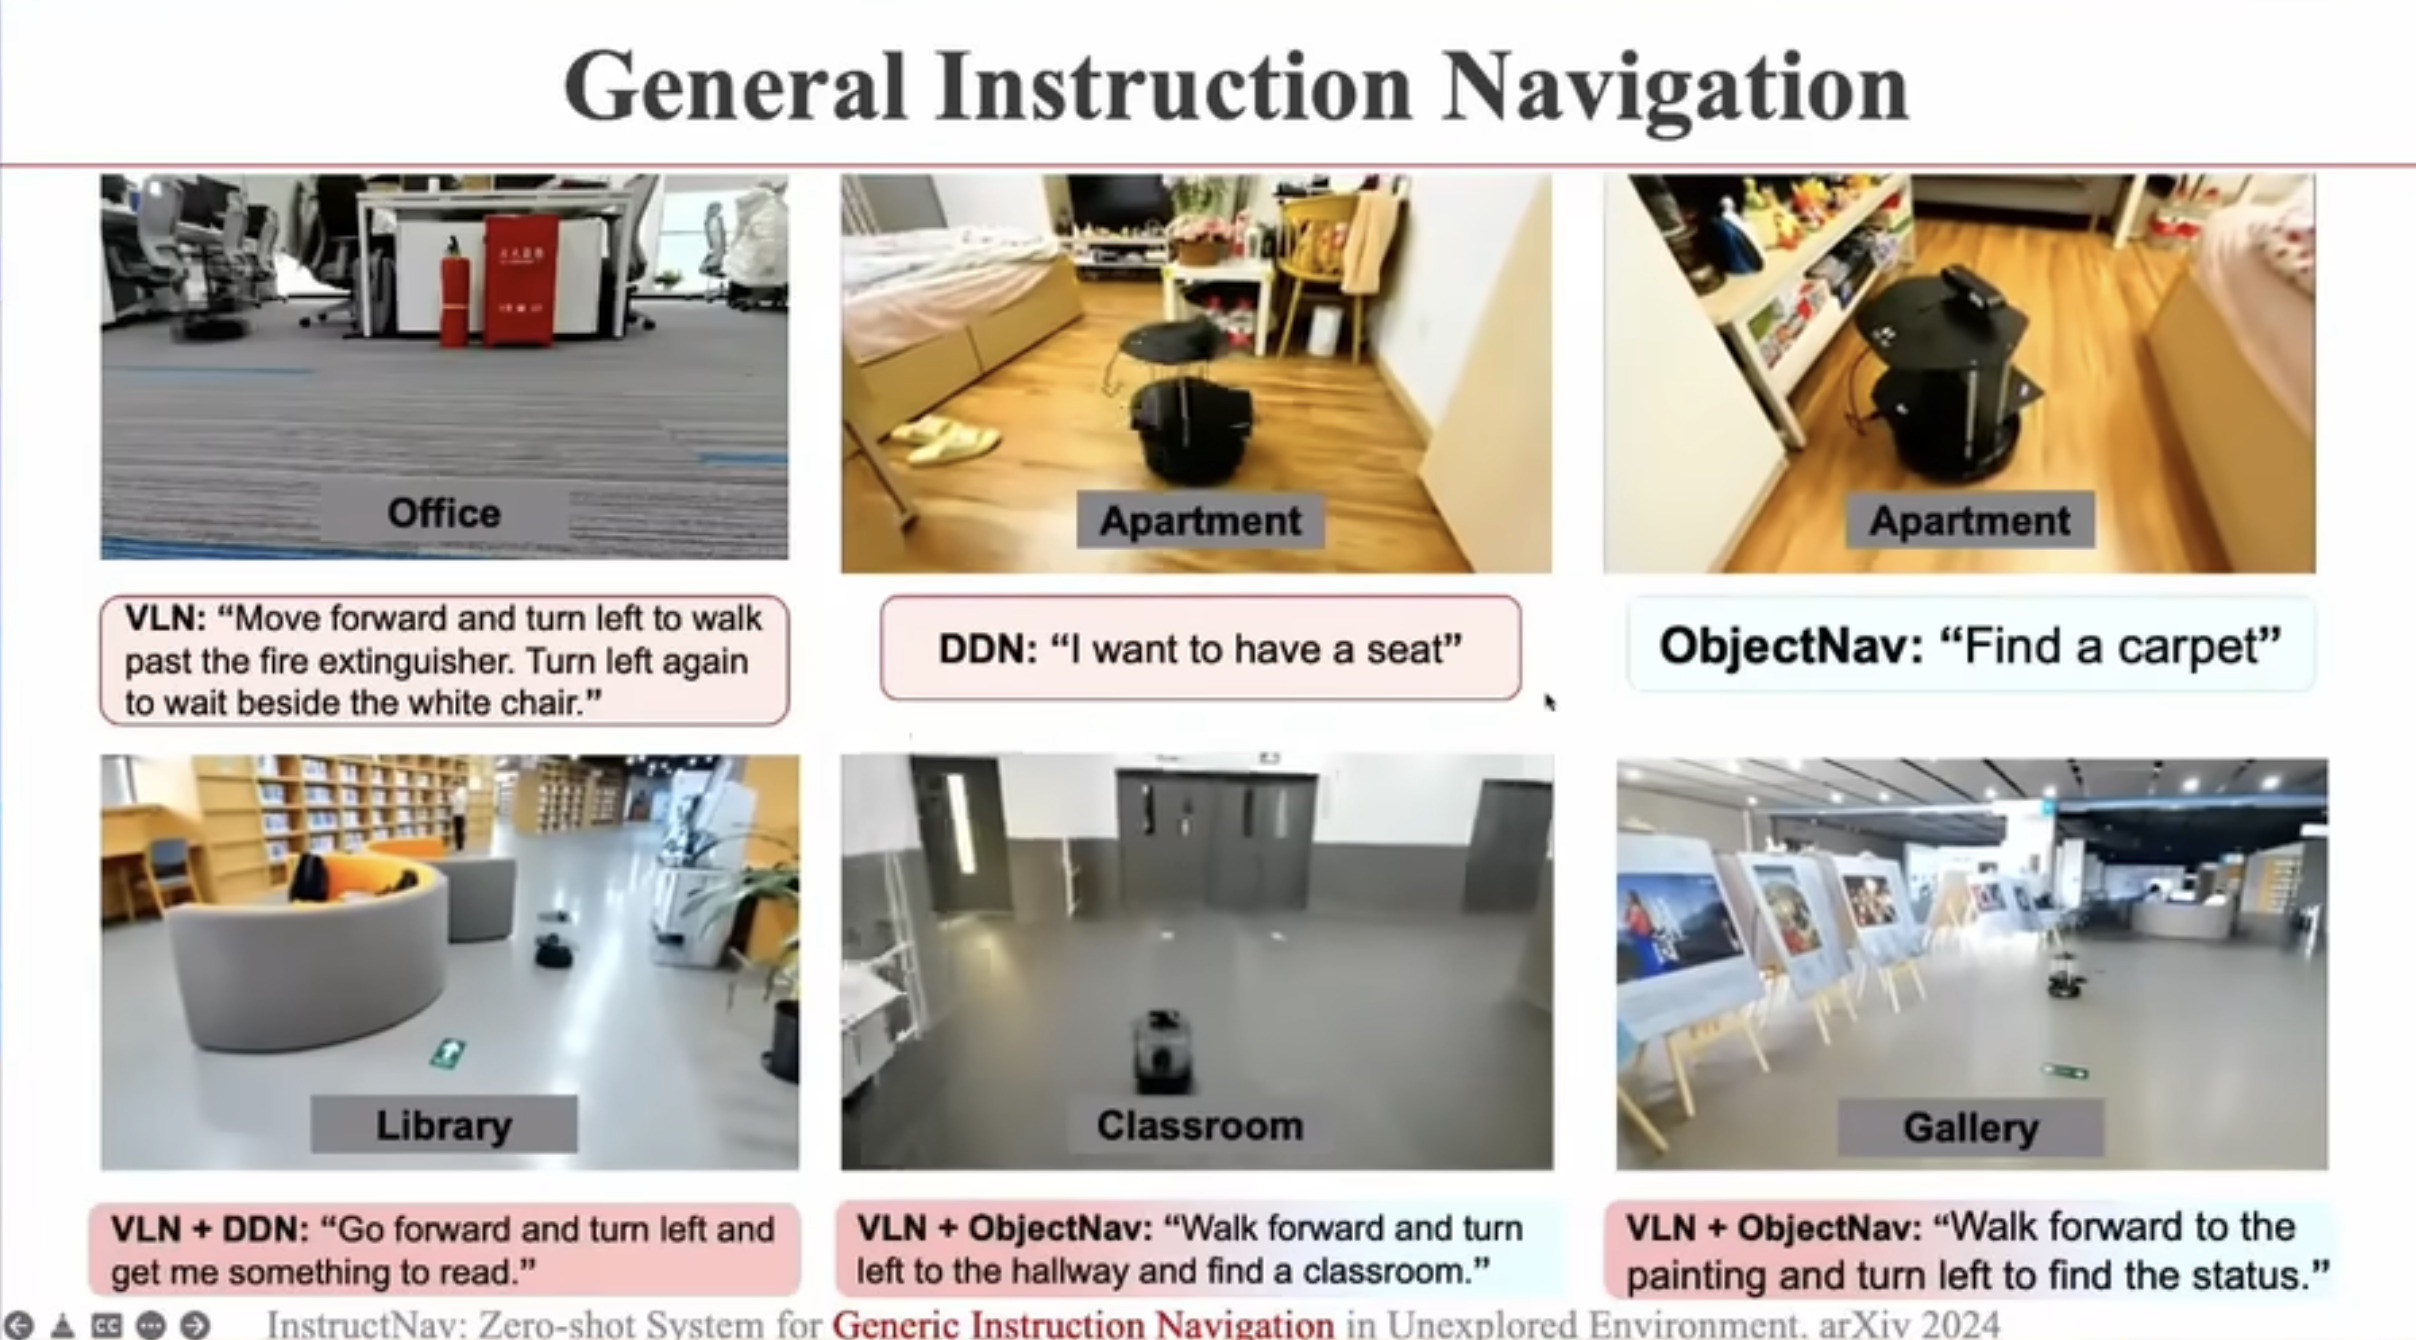 General Instruction Navigation
Office
Apartment
Apartment
VLN: “Move forward and turn left to walk
past the fire extinguisher. Turn left again
to wait beside the white chair.”
DDN: “I want to have a seat”
ObjectNav: “Find a carpet”
Library
Classroom
Gallery
VLN + DDN: “Go forward and turn left and
get me something to read.”
VLN + ObjectNav: “Walk forward and turn
left to the hallway and find a classroom.”
VLN + ObjectNav: “Walk forward to the
painting and turn left to find the status.”
CC
InstructNav: Zero-shot System for Generic Instruction Navigation in Unexplored Environment. arXiv 2024